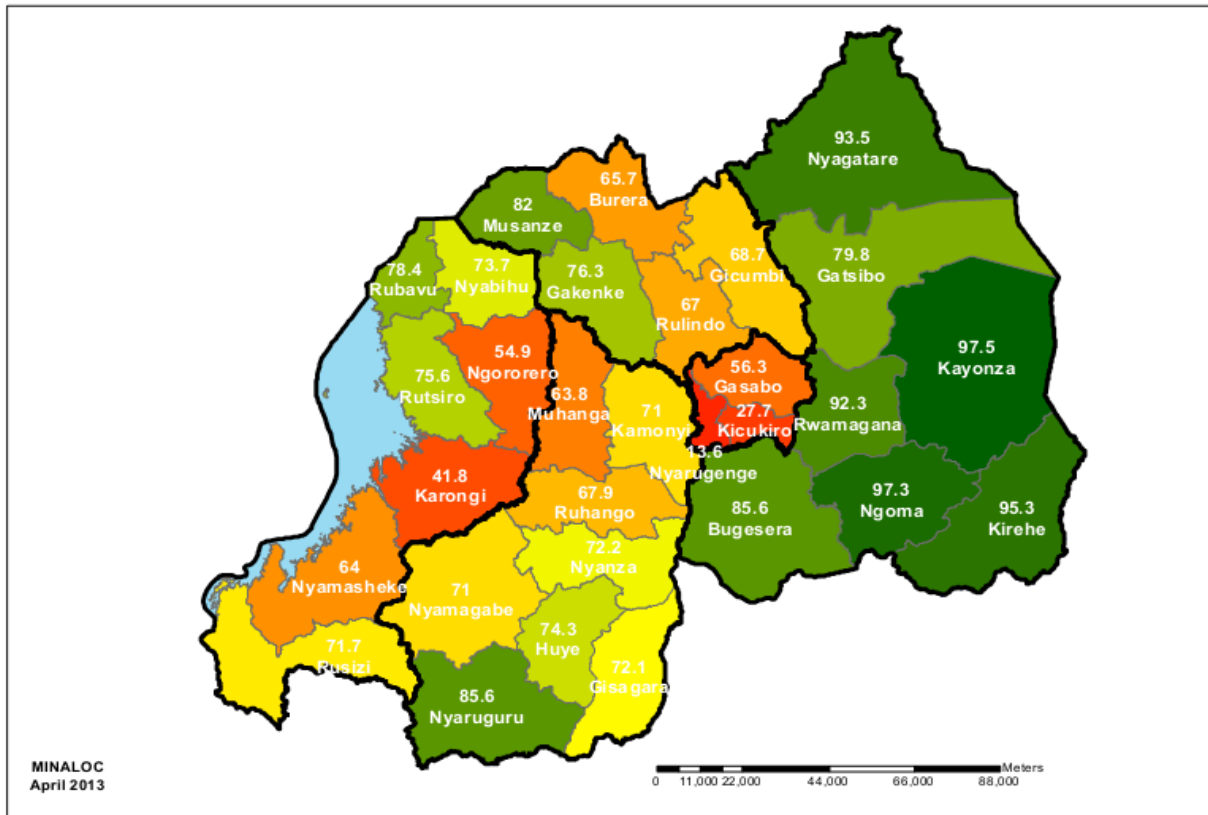 93.5
Nyagatare
65.7
Burera
82
Musanze
68.7
Gicumbi
79.8
Gatsibo
78.4
Rubavu
73.7
Nyabihu
76.3
Gakenke
67
Rulindo
54.9
Ngororero
97.5
Kayonza
56.3
Gasabo
75.6
Rutsiro
63.8
Muhanga
71
Kamonyi
27.7
Kicukiro
92.3
Rwamagana
13.6
Nyarugenge
41.8
Karongi
67.9
Ruhango
85.6
Bugesera
97.3
Ngoma
95.3
Kirehe
72.2
Nyanza
64
Nyamasheke
71
Nyamagabe
74.3
Huye
71.7
Rusizi
72.1
Gisagara
85.6
Nyaruguru
MINALOC
April 2013
Meters
0 11,000 22,000 44,000 66,000 88,000